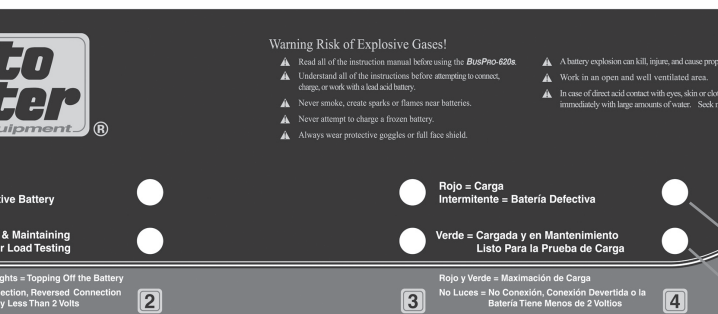 to
ter
uipment
®
Warning Risk of Explosive Gases!
Read all of the instruction manual before using the BUSPRO-620s.
Understand all of the instructions before attempting to connect,
charge, or work with a lead acid battery.
Never smoke, create sparks or flames near batteries.
Never attempt to charge a frozen battery.
Always wear protective goggles or full face shield.
A battery explosion can kill, injure, and cause prop
Work in an open and well ventilated area.
In case of direct acid contact with eyes, skin or clot
immediately with large amounts of water. Seek
tive Battery
& Maintaining
r Load Testing
Rojo = Carga
Intermitente = Batería Defectiva
Verde = Cargada y en Mantenimiento
Listo Para la Prueba de Carga
ghts = Topping Off the Battery
ection, Reversed Connection
y Less Than 2 Volts
2
3
Rojo y Verde = Maximación de Carga
No Luces = No Conexión, Conexión Devertida o la
Batería Tiene Menos de 2 Voltios
4